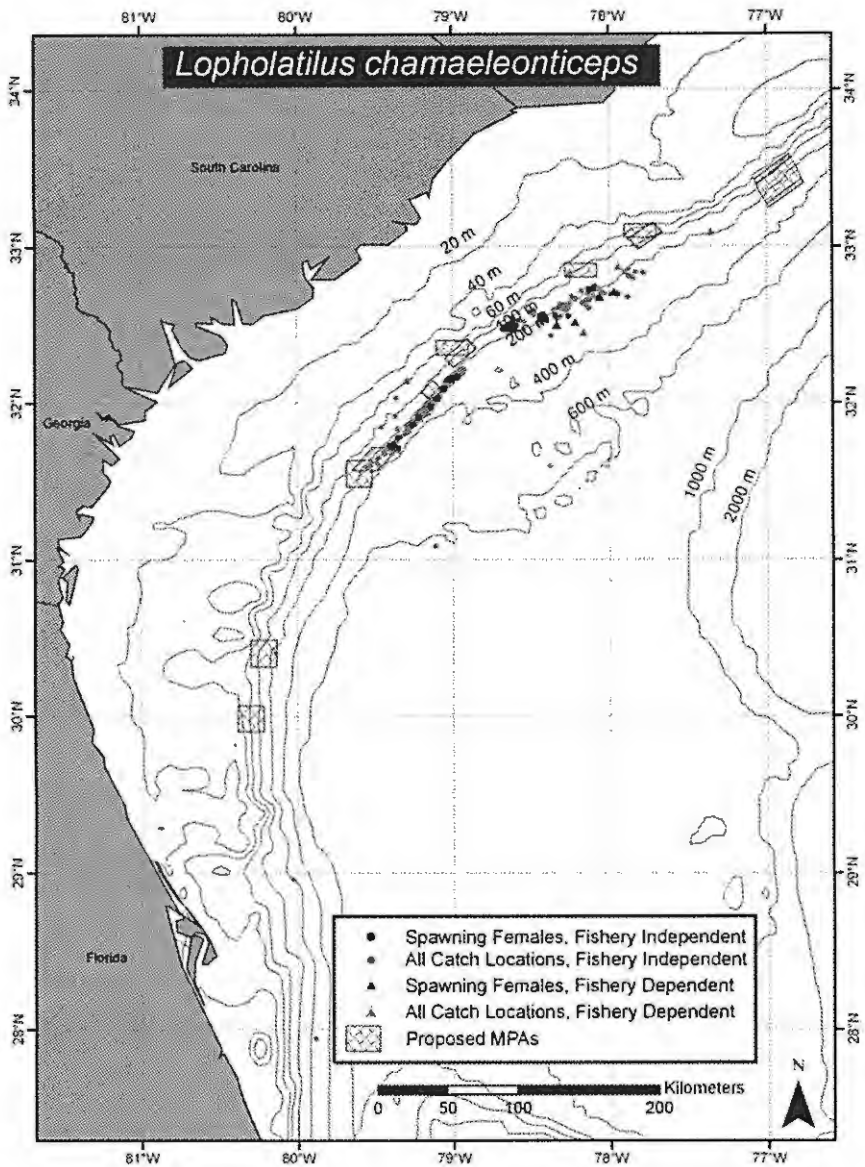 81°W 80°W 79°W 78°W 77°W
Lopholatilus chamaeleonticeps
34°N 34°N
South Carolina
33°N 33°N
20 m
40 m
60 m
200 m
400 m
32°N 32°N
600 m
Georgia
1000 m
2000 m
31°N 31°N
30°N 30°N
29°N 29°N
Spawning Females, Fishery Independent
All Catch Locations, Fishery Independent
Florida
Spawning Females, Fishery Dependent
All Catch Locations, Fishery Dependent
28°N 28°N
Proposed MPAs
N
Kilometers
0 50 100 200
81°W 80°W 79°W 78°W 77°W